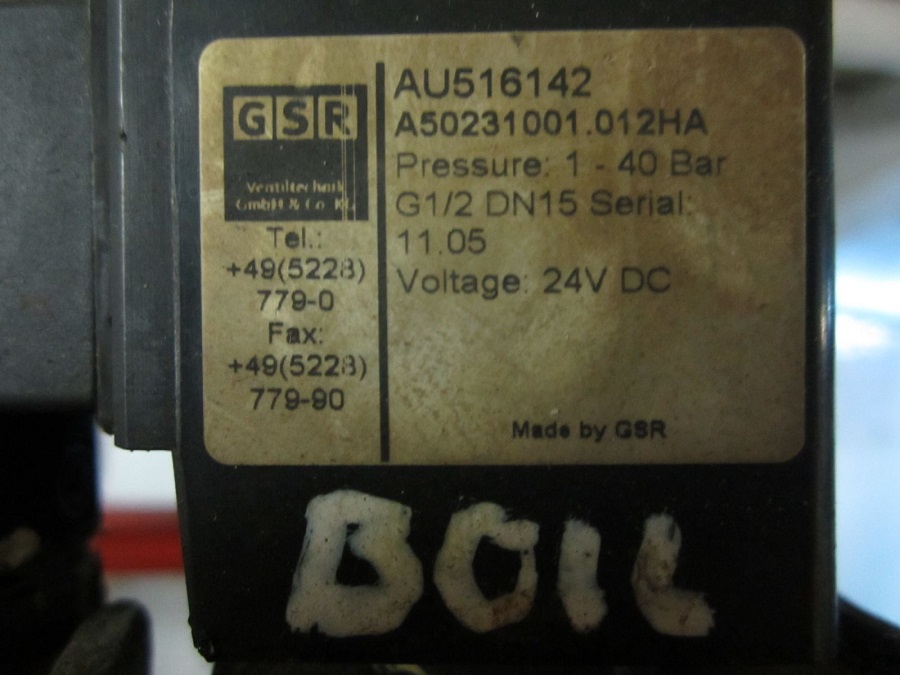 GSR
Ventiltechnik
GmbH & Co. KG
Tel.:
+49(5228)
779-0
Fax:
+49(5228)
779-90
AU516142
A50231001.012HA
Pressure: 1 - 40 Bar
G1/2 DN15 Serial:
11.05
Voltage: 24V DC
Made by GSR
BOIL